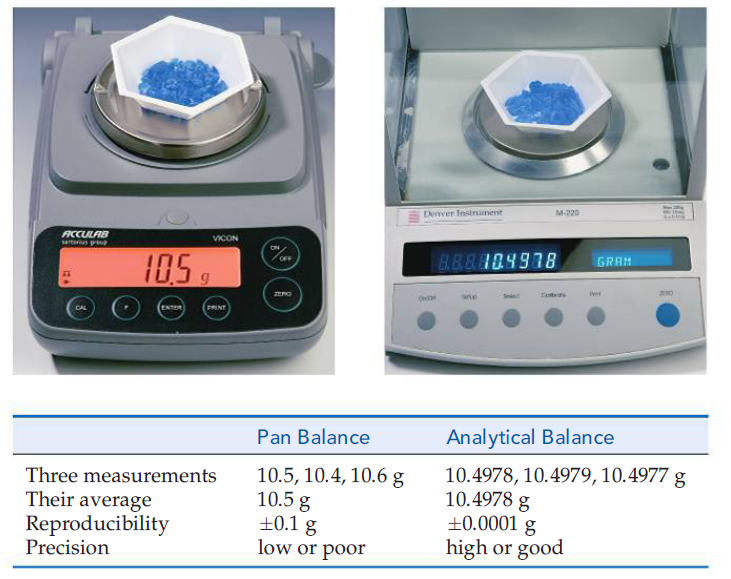 ACCULAB
sartorius group
VICON
10.5 g
ON/OFF
ZERO
CAL
F
ENTER
PRINT
Denver Instrument
M-220
10.4978
GRAM
On/Off
Setup
Select
Calibrate
Print
ZERO
Pan Balance Analytical Balance
Three measurements 10.5, 10.4, 10.6 g 10.4978, 10.4979, 10.4977 g
Their average 10.5 g 10.4978 g
Reproducibility ±0.1 g ±0.0001 g
Precision low or poor high or good